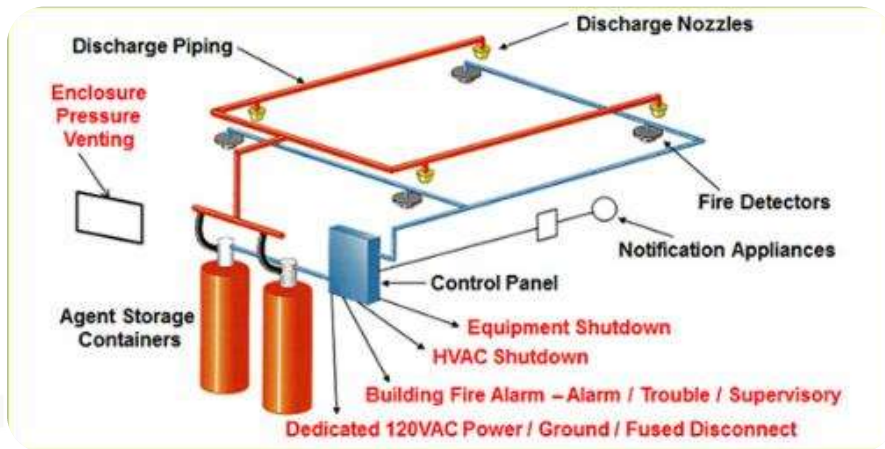 Discharge Nozzles
Discharge Piping
Enclosure
Pressure
Venting
Fire Detectors
Notification Appliances
Control Panel
Agent Storage
Containers
Equipment Shutdown
HVAC Shutdown
Building Fire Alarm – Alarm / Trouble / Supervisory
Dedicated 120VAC Power / Ground / Fused Disconnect